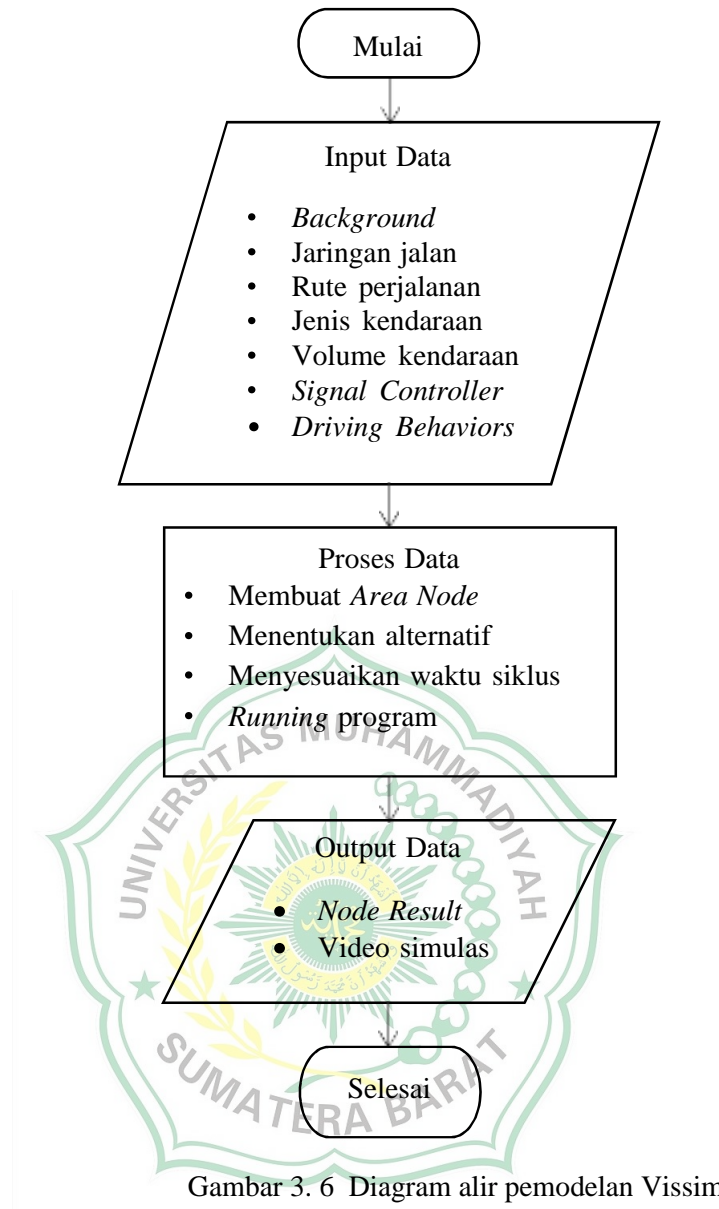 Mulai
Input Data
• Background
• Jaringan jalan
• Rute perjalanan
• Jenis kendaraan
• Volume kendaraan
• Signal Controller
• Driving Behaviors
Proses Data
• Membuat Area Node
• Menentukan alternatif
• Menyesuaikan waktu siklus
• Running program
UNIVERSITAS MUHAMMADIYAH
Output Data
• Node Result
• Video simulas
Selesai
SUMATERA BARAT
Gambar 3. 6 Diagram alir pemodelan Vissim